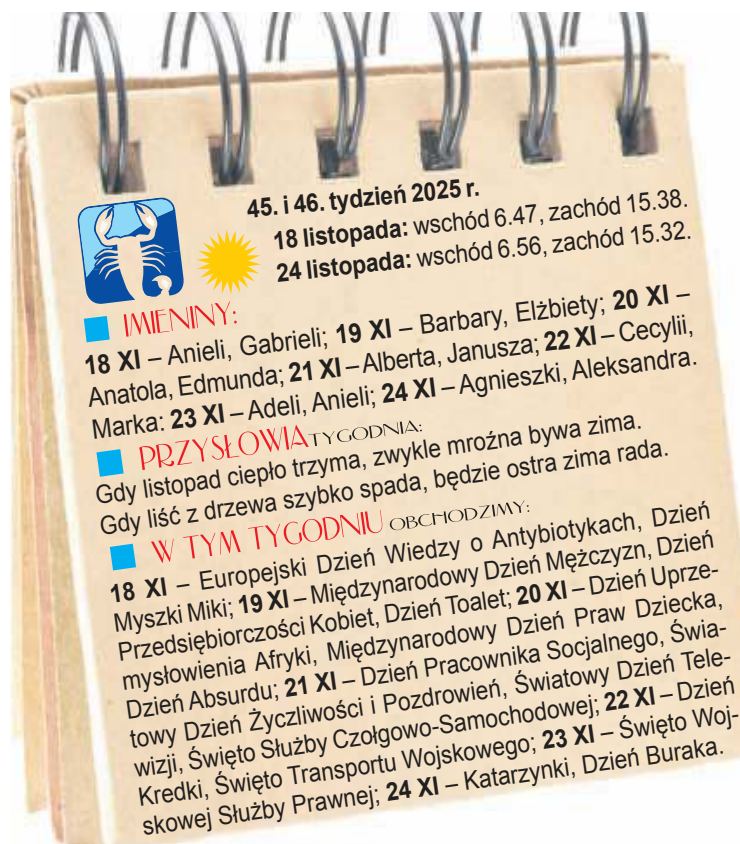 45. i 46. tydzień 2025 r.
18 listopada: wschód 6.47, zachód 15.38.
24 listopada: wschód 6.56, zachód 15.32.
IMIENINY:
18 XI – Anieli, Gabrieli; 19 XI – Barbary, Elżbiety; 20 XI –
Anatola, Edmunda; 21 XI – Alberta, Janusza; 22 XI – Cecylii,
Marka: 23 XI – Adeli, Anieli; 24 XI – Agnieszki, Aleksandra.
PRZYSŁOWIA TYGODNIA:
Gdy listopad ciepło trzyma, zwykle mroźna bywa zima.
Gdy liść z drzewa szybko spada, będzie ostra zima rada.
W TYM TYGODNIU OBCHODZIMY:
18 XI – Europejski Dzień Wiedzy o Antybiotykach, Dzień
Myszki Miki; 19 XI – Międzynarodowy Dzień Mężczyzn, Dzień
Przedsiębiorczości Kobiet, Dzień Toalet; 20 XI – Dzień Uprze-
mysłowienia Afryki, Międzynarodowy Dzień Praw Dziecka,
Dzień Absurdu; 21 XI – Dzień Pracownika Socjalnego, Świa-
towy Dzień Życzliwości i Pozdrowień, Światowy Dzień Tele-
wizji, Święto Służby Czołgowo-Samochodowej; 22 XI – Dzień
Kredki, Święto Transportu Wojskowego; 23 XI – Święto Woj-
skowej Służby Prawnej; 24 XI – Katarzynki, Dzień Buraka.